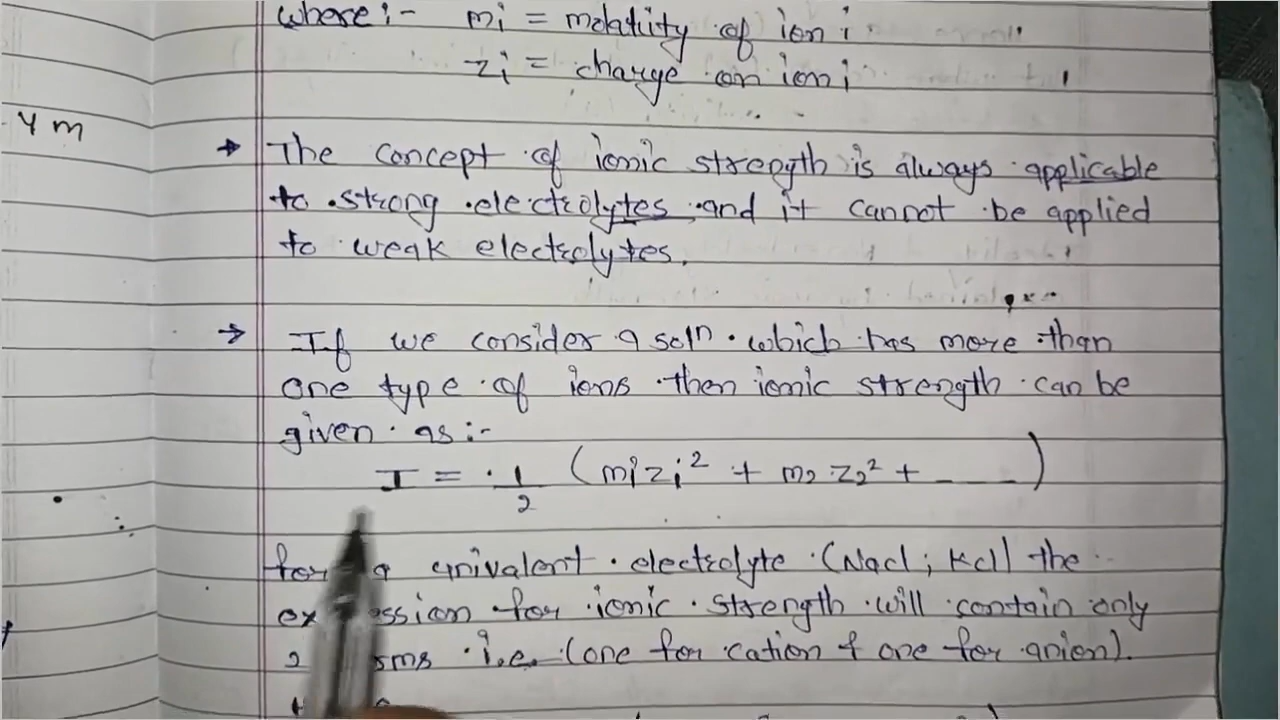 where:- mi = molality of ion i
zi = charge on ion i
4 m
→ The concept of ionic strength is always applicable
to strong electrolytes and it cannot be applied
to weak electrolytes.
→ If we consider a solⁿ. which has more than
one type of ions then ionic strength can be
given as:-
I = 1/2 (m1z1² + m2z2² + ---)
for a univalent electrolyte (NaCl; KCl) the
expression for ionic strength will contain only
2 i.e. (one for cation & one for anion).